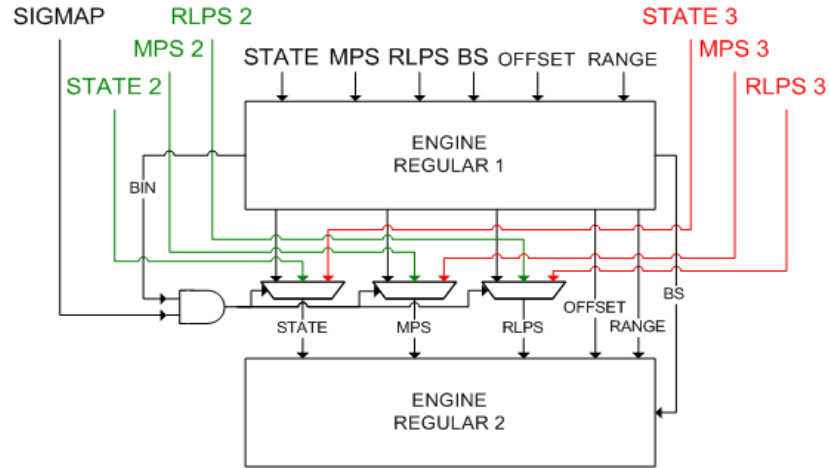 SIGMAP
RLPS 2
STATE 3
MPS 2
MPS 3
STATE MPS RLPS BS OFFSET RANGE
STATE 2
RLPS 3
ENGINE
REGULAR 1
BIN
BS
OFFSET
STATE MPS RLPS RANGE
ENGINE
REGULAR 2